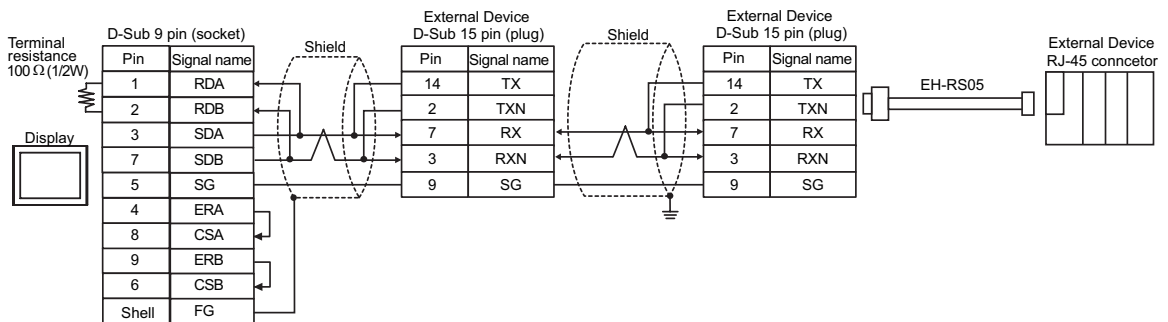 Terminal
resistance
100 Ω (1/2W)
Display
D-Sub 9 pin (socket)
Pin Signal name
1 RDA
2 RDB
3 SDA
7 SDB
5 SG
4 ERA
8 CSA
9 ERB
6 CSB
Shell FG
Shield
External Device
D-Sub 15 pin (plug)
Pin Signal name
14 TX
2 TXN
7 RX
3 RXN
9 SG
Shield
External Device
D-Sub 15 pin (plug)
Pin Signal name
14 TX
2 TXN
7 RX
3 RXN
9 SG
EH-RS05
External Device
RJ-45 conncetor